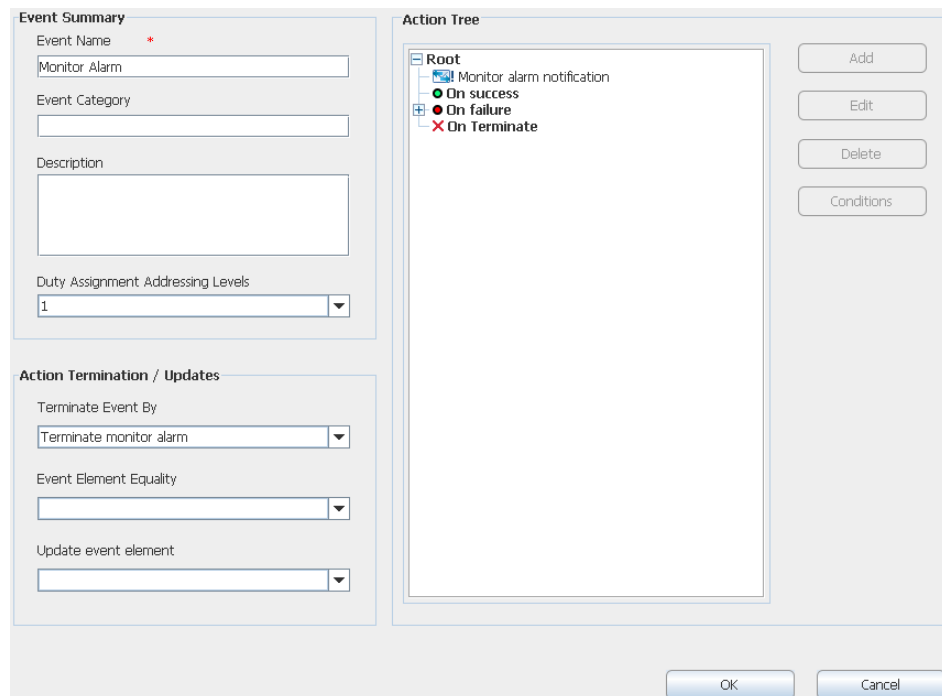 Event Summary
Event Name *
Monitor Alarm
Event Category
Description
Duty Assignment Addressing Levels
1
Action Termination / Updates
Terminate Event By
Terminate monitor alarm
Event Element Equality
Update event element
Action Tree
Root
Monitor alarm notification
On success
On failure
On Terminate
Add
Edit
Delete
Conditions
OK
Cancel